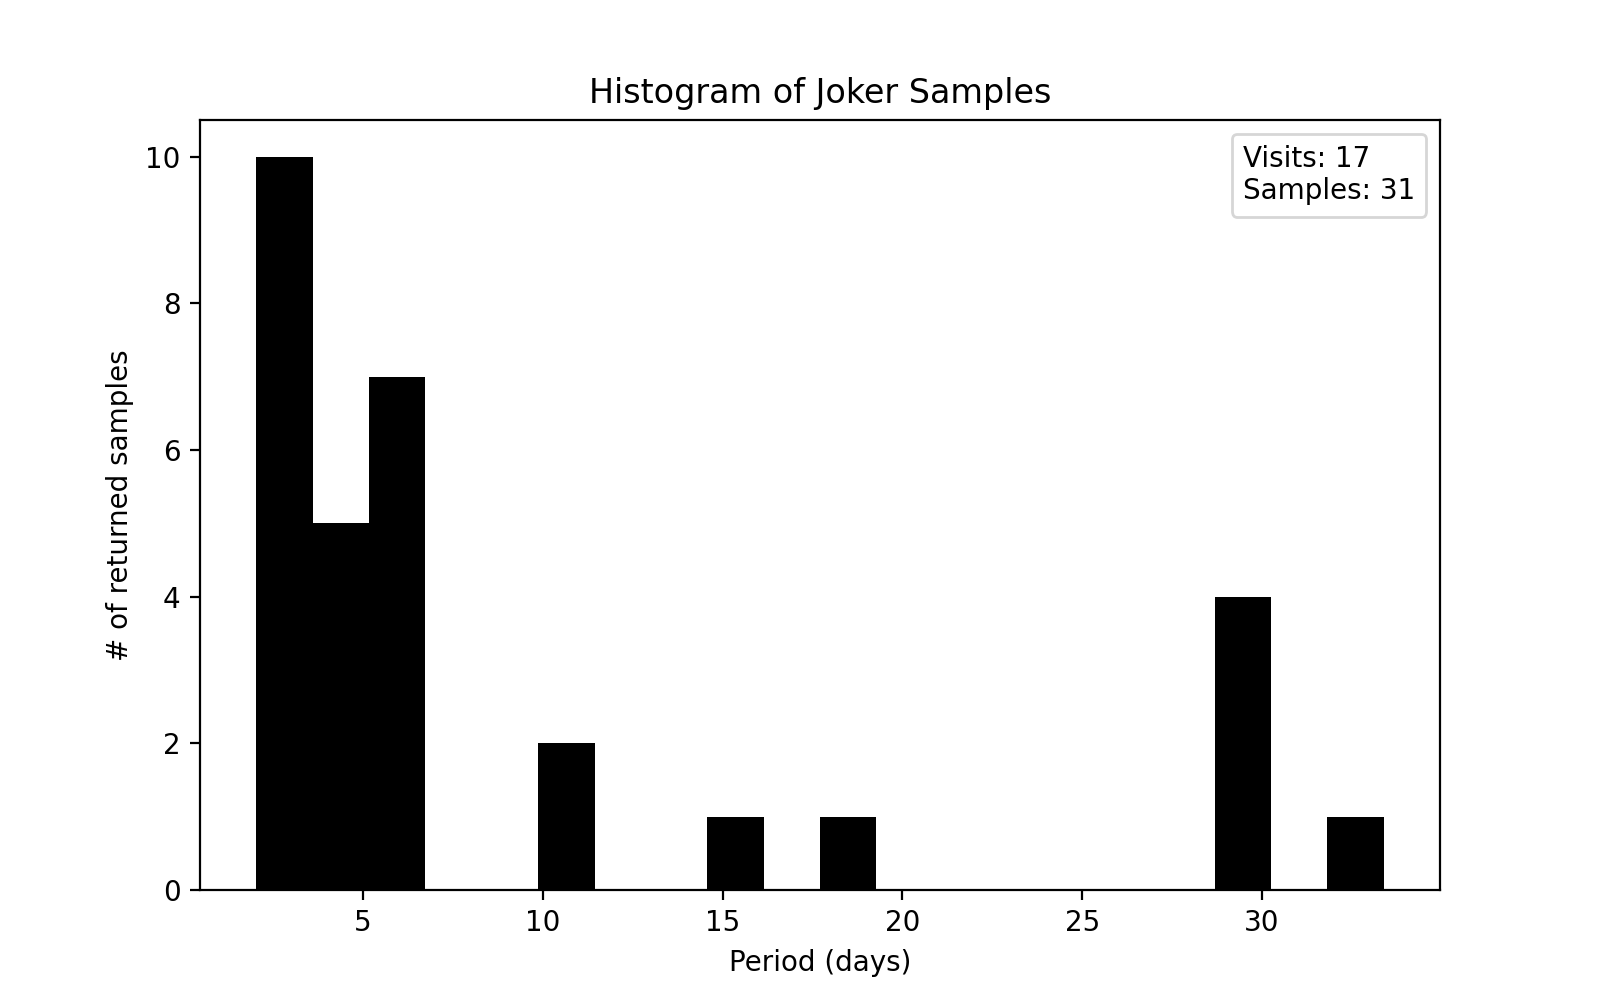 Histogram of Joker Samples
Visits: 17
Samples: 31
10
8
6
4
2
0
# of returned samples
5 10 15 20 25 30
Period (days)